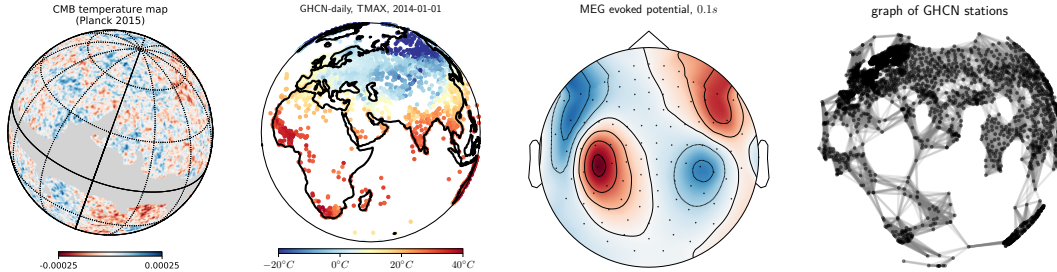 CMB temperature map
(Planck 2015)
-0.00025 0.00025
GHCN-daily, TMAX, 2014-01-01
−20°C 0°C 20°C 40°C
MEG evoked potential, 0.1s
graph of GHCN stations